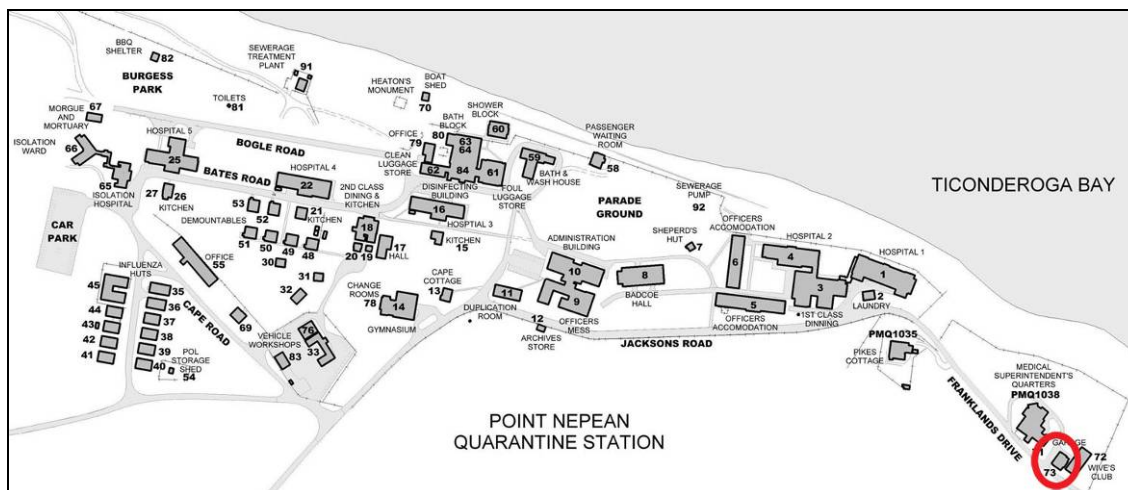 BBQ
SHELTER
82
BURGESS
PARK
SEWERAGE
TREATMENT
PLANT
91
TOILETS
81
HEATON'S
MONUMENT
BOAT
SHED
70
MORGUE
AND
MORTUARY
67
ISOLATION
WARD
66
65
ISOLATION
HOSPITAL
HOSPITAL 5
25
BOGLE ROAD
BATES ROAD
HOSPITAL 4
22
OFFICE
79
CLEAN
LUGGAGE
STORE
80
BATH
BLOCK
63
64
62
84
61
SHOWER
BLOCK
60
59
BATH &
WASH HOUSE
FOUL
LUGGAGE
STORE
PASSENGER
WAITING
ROOM
58
TICONDEROGA BAY
27
26
KITCHEN
53
52
DEMOUNTABLES
21
KITCHEN
51
50
49
48
30
31
32
2ND CLASS
DINING &
KITCHEN
18
20
19
17
HALL
DISINFECTING
BUILDING
16
HOSPTIAL 3
15
KITCHEN
PARADE
GROUND
SEWERAGE
PUMP
92
SHEPERD'S
HUT
7
OFFICERS
ACCOMODATION
6
HOSPITAL 2
4
HOSPITAL 1
1
3
2
LAUNDRY
1ST CLASS
DINNING
5
OFFICERS
ACCOMODATION
ADMINISTRATION
BUILDING
10
9
OFFICERS
MESS
8
BADCOE
HALL
11
DUPLICATION
ROOM
12
ARCHIVES
STORE
CAPE
COTTAGE
13
CHANGE
ROOMS
78
14
GYMNASIUM
CAR
PARK
OFFICE
55
INFLUENZA
HUTS
45
44
43
42
41
35
36
37
38
39
40
POL
STORAGE
SHED
54
CAPE ROAD
69
VEHICLE
WORKSHOPS
76
33
83
JACKSONS ROAD
PMQ1035
PIKES
COTTAGE
FRANKLANDS DRIVE
MEDICAL
SUPERINTENDENT'S
QUARTERS
PMQ1038
GARAGE
73
72
WIVE'S
CLUB
POINT NEPEAN
QUARANTINE STATION